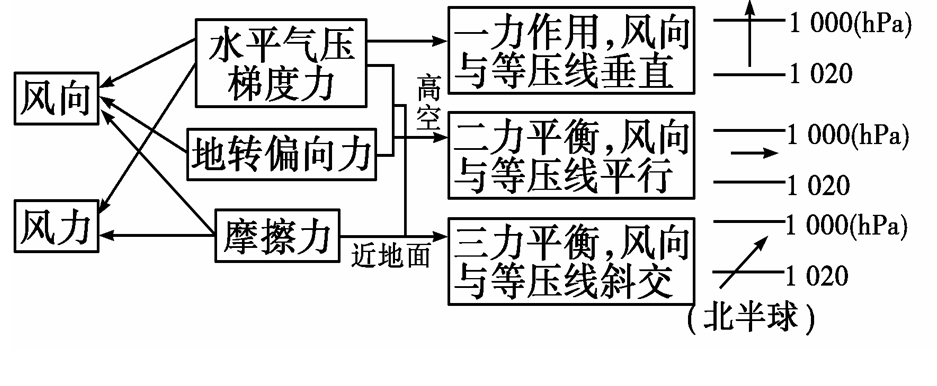 风向
风力
水平气压
梯度力
地转偏向力
摩擦力
高空
近地面
一力作用,风向
与等压线垂直
二力平衡,风向
与等压线平行
三力平衡,风向
与等压线斜交
1 000(hPa)
1 020
1 000(hPa)
1 020
1 000(hPa)
1 020
(北半球)